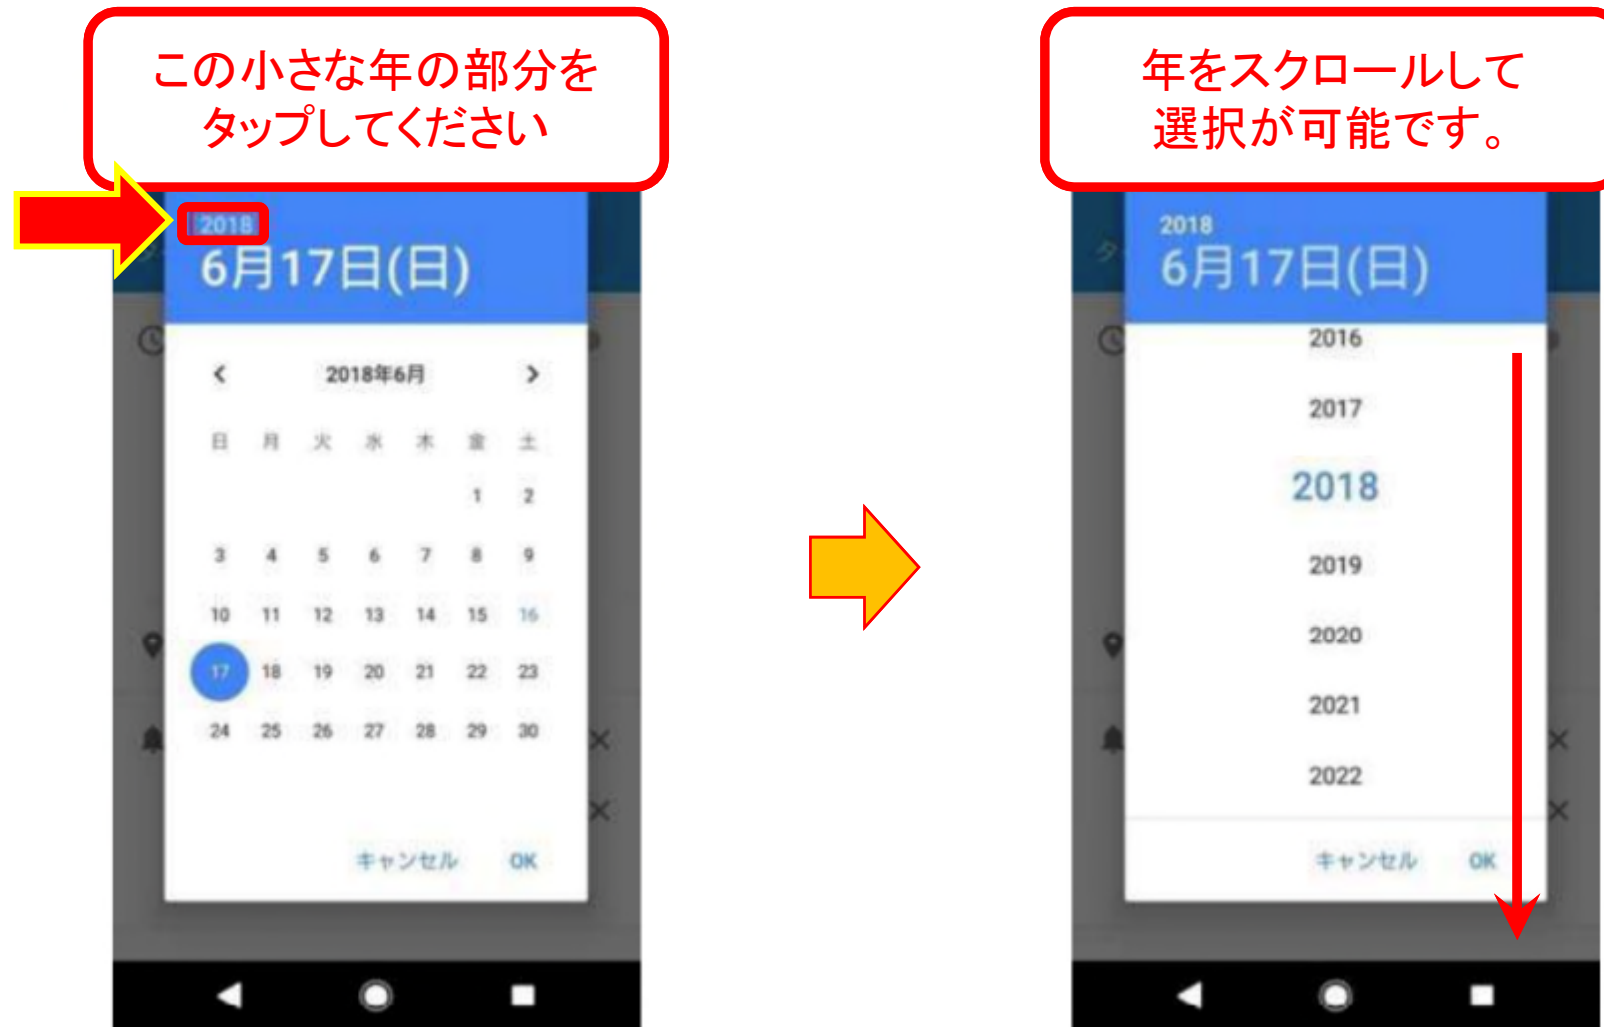 この小さな年の部分を
タップしてください
2018
6月17日(日)
2018年6月
日 月 火 水 木 金 土
1 2
3 4 5 6 7 8 9
10 11 12 13 14 15 16
17 18 19 20 21 22 23
24 25 26 27 28 29 30
キャンセル OK
年をスクロールして
選択が可能です。
2018
6月17日(日)
2016
2017
2018
2019
2020
2021
2022
キャンセル OK